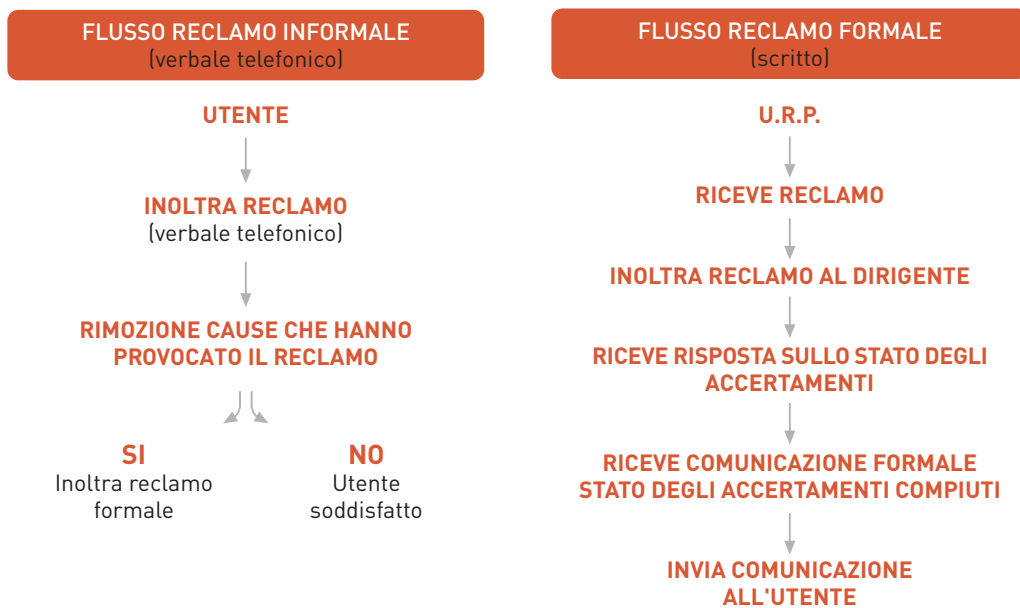 FLUSSO RECLAMO INFORMALE
(verbale telefonico)
UTENTE
INOLTRA RECLAMO
(verbale telefonico)
RIMOZIONE CAUSE CHE HANNO
PROVOCATO IL RECLAMO
SI
Inoltra reclamo
formale
NO
Utente
soddisfatto
FLUSSO RECLAMO FORMALE
(scritto)
U.R.P.
RICEVE RECLAMO
INOLTRA RECLAMO AL DIRIGENTE
RICEVE RISPOSTA SULLO STATO DEGLI
ACCERTAMENTI
RICEVE COMUNICAZIONE FORMALE
STATO DEGLI ACCERTAMENTI COMPIUTI
INVIA COMUNICAZIONE
ALL'UTENTE